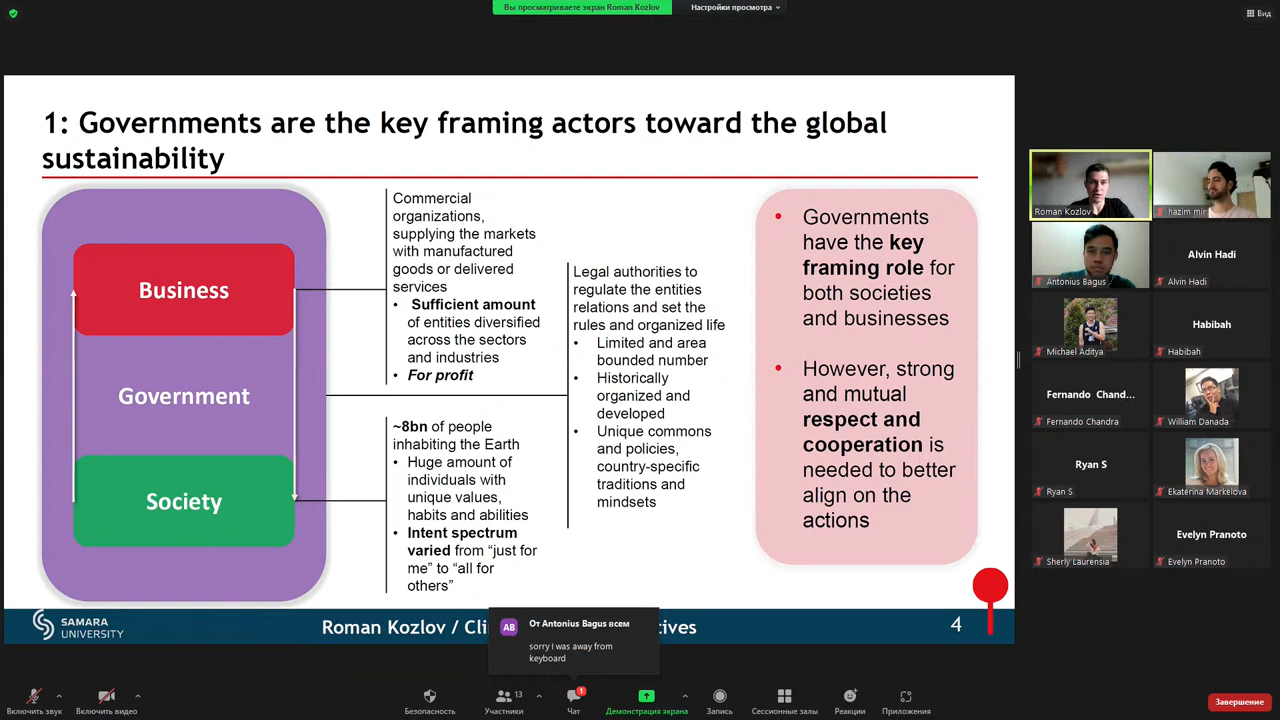 Вы просматриваете экран Roman Kozlov
Настройки просмотра
Вид
1: Governments are the key framing actors toward the global
sustainability
Business
Government
Society
Commercial
organizations,
supplying the markets
with manufactured
goods or delivered
services
• Sufficient amount
of entities diversified
across the sectors
and industries
• For profit
~8bn of people
inhabiting the Earth
• Huge amount of
individuals with
unique values,
habits and abilities
• Intent spectrum
varied from “just for
me” to “all for
others”
Legal authorities to
regulate the entities
relations and set the
rules and organized life
• Limited and area
bounded number
• Historically
organized and
developed
• Unique commons
and policies,
country-specific
traditions and
mindsets
• Governments
have the key
framing role for
both societies
and businesses
• However, strong
and mutual
respect and
cooperation is
needed to better
align on the
actions
SAMARA
UNIVERSITY
Roman Kozlov / Cli
tives
4
AB
От Antonius Bagus всем
sorry I was away from
keyboard
Roman Kozlov
hazim mir
Antonius Bagus
Alvin Hadi
Alvin Hadi
Michael Aditya
Habibah
Habibah
Fernando Chand...
Fernando Chandra
William Danada
Ryan S
Ryan S
Ekaterina Markelova
Sherly Laurensia
Evelyn Pranoto
Evelyn Pranoto
Включить звук
Включить видео
Безопасность
13
Участники
1
Чат
Демонстрация экрана
Запись
Сессионные залы
Реакции
Приложения
Завершение